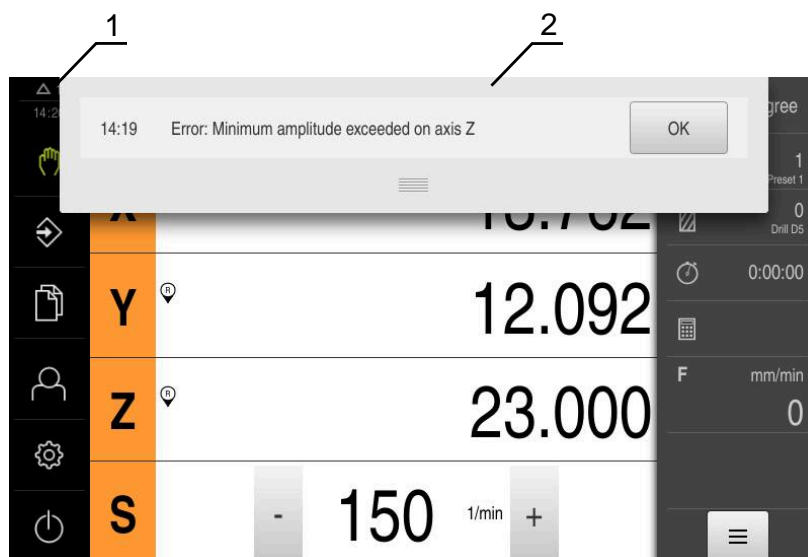 1
2
14:19 Error: Minimum amplitude exceeded on axis Z OK
1
Preset 1
0
Drill D5
Y R 12.092
0:00:00
Z R 23.000
F mm/min
0
S - 150 1/min +